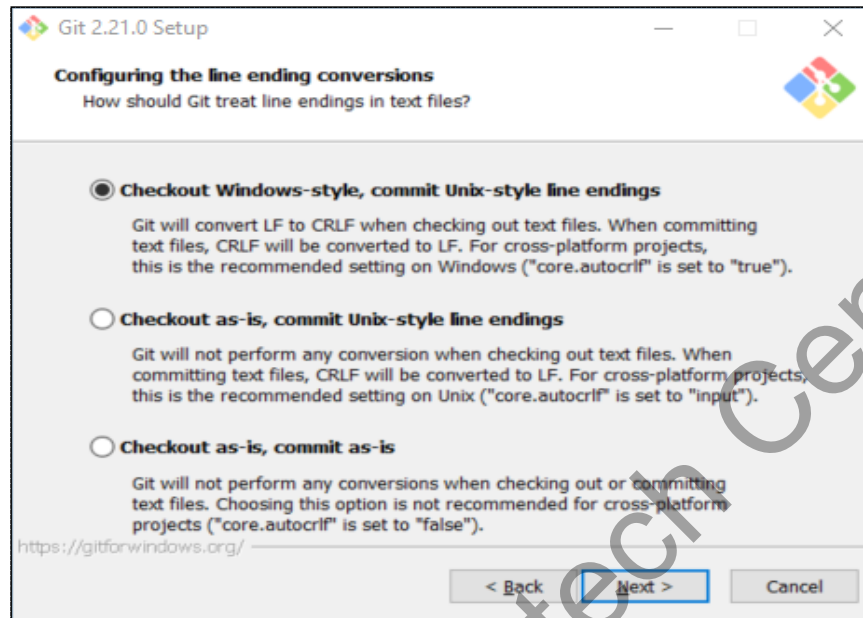 Git 2.21.0 Setup
Configuring the line ending conversions
How should Git treat line endings in text files?
Checkout Windows-style, commit Unix-style line endings
Git will convert LF to CRLF when checking out text files. When committing
text files, CRLF will be converted to LF. For cross-platform projects,
this is the recommended setting on Windows ("core.autocrlf" is set to "true").
Checkout as-is, commit Unix-style line endings
Git will not perform any conversion when checking out text files. When
committing text files, CRLF will be converted to LF. For cross-platform projects,
this is the recommended setting on Unix ("core.autocrlf" is set to "input").
Checkout as-is, commit as-is
Git will not perform any conversions when checking out or committing
text files. Choosing this option is not recommended for cross-platform
projects ("core.autocrlf" is set to "false").
https://gitforwindows.org/
< Back Next > Cancel
tech Cen